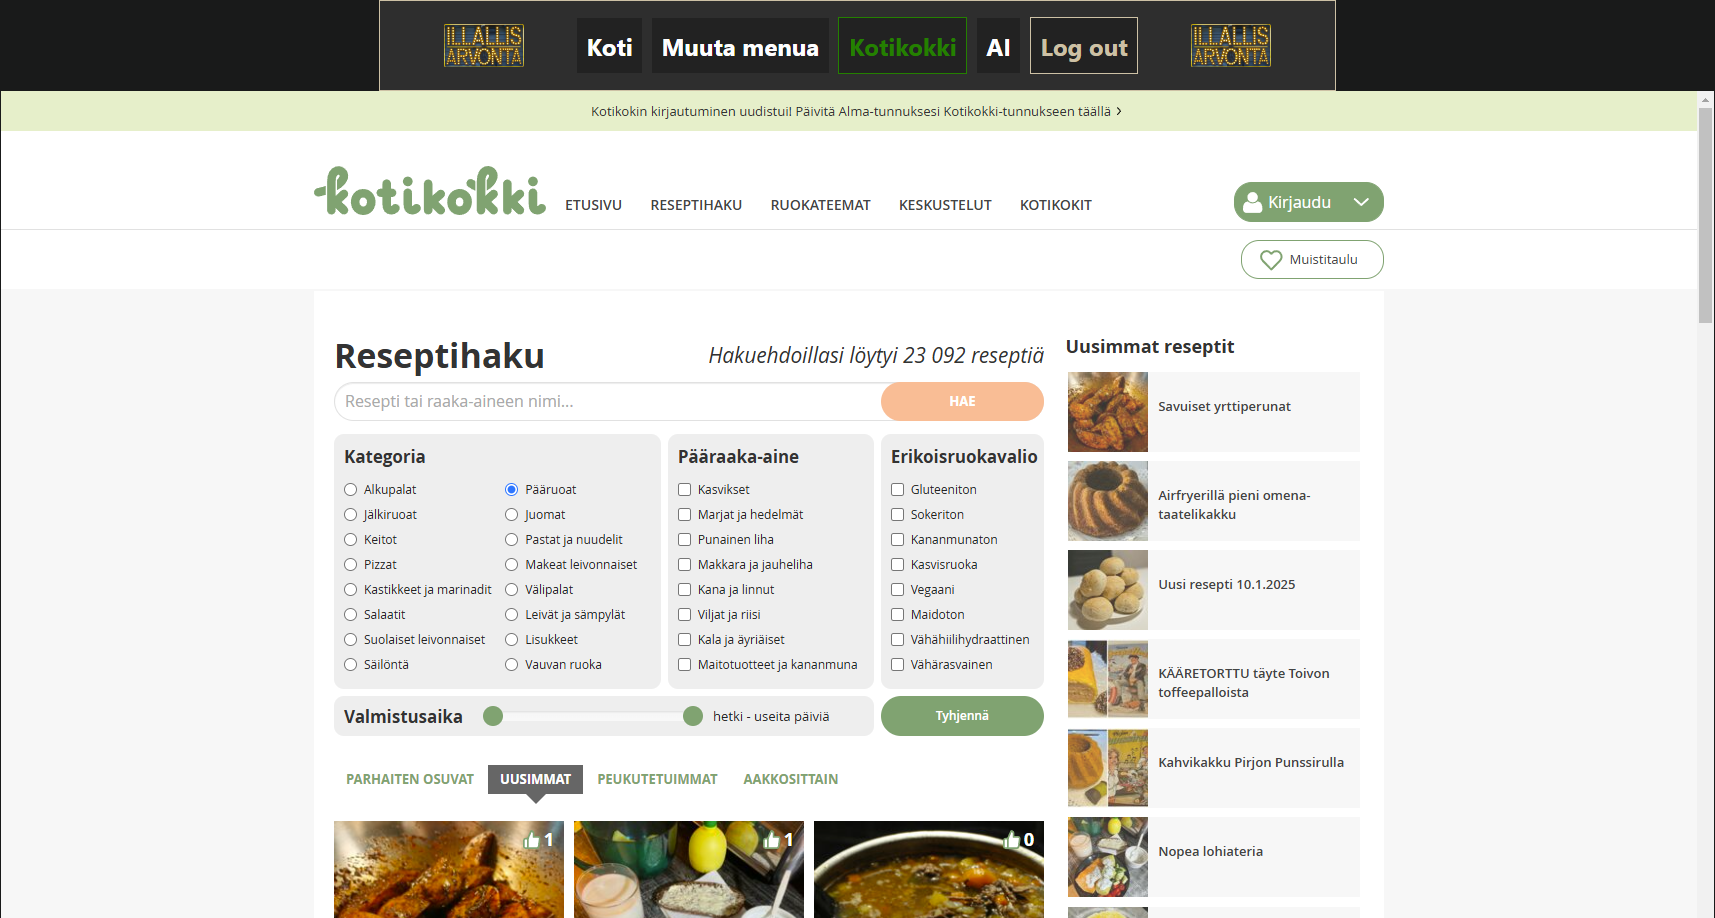 ILLALLIS
ARVONTA
Koti
Muuta menua
Kotikokki
AI
Log out
ILLALLIS
ARVONTA
Kotikokin kirjautuminen uudistui! Päivitä Alma-tunnuksesi Kotikokki-tunnukseen täällä
kotikokki
ETUSIVU
RESEPTIHAKU
RUOKATEEMAT
KESKUSTELUT
KOTIKOKIT
Kirjaudu
Muistitaulu
Reseptihaku
Hakuehdoillasi löytyi 23 092 reseptiä
Resepti tai raaka-aineen nimi...
HAE
Kategoria
Alkupalat
Pääruoat
Jälkiruoat
Juomat
Keitot
Pastat ja nuudelit
Pizzat
Makeat leivonnaiset
Kastikkeet ja marinadit
Välipalat
Salaatit
Leivät ja sämpylät
Suolaiset leivonnaiset
Lisukkeet
Säilöntä
Vauvan ruoka
Pääraaka-aine
Kasvikset
Marjat ja hedelmät
Punainen liha
Makkara ja jauheliha
Kana ja linnut
Viljat ja riisi
Kala ja äyriäiset
Maitotuotteet ja kananmuna
Erikoisruokavalio
Gluteeniton
Sokeriton
Kananmunaton
Kasvisruoka
Vegaani
Maidoton
Vähähiilihydraattinen
Vähärasvainen
Valmistusaika
hetki - useita päiviä
Tyhjennä
PARHAITEN OSUVAT
UUSIMMAT
PEUKUTETUIMMAT
AAKKOSITTAIN
1
1
0
Uusimmat reseptit
Savuiset yrttiperunat
Airfryerillä pieni omena-
taatelikakku
Uusi resepti 10.1.2025
KÄÄRETORTTU täyte Toivon
toffeepalloista
Kahvikakku Pirjon Punssirulla
Nopea lohiateria